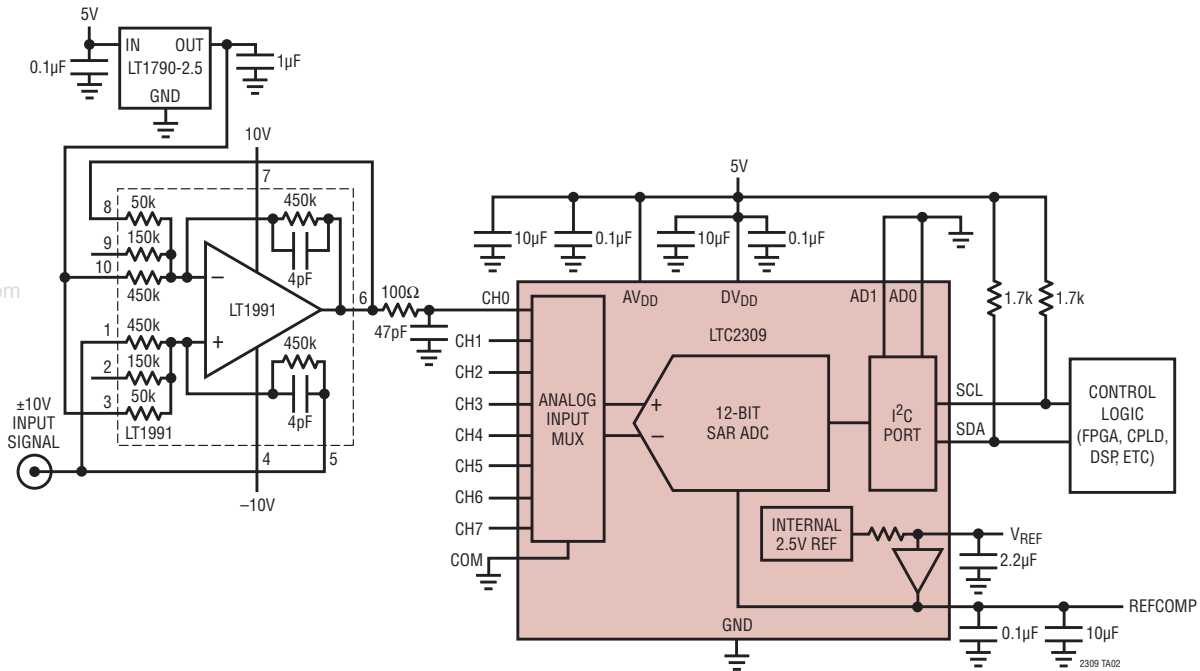 5V
IN OUT
LT1790-2.5
GND
0.1µF
1µF
10V
7
8
50k
450k
9
150k
10
450k
4pF
LT1991
6
100Ω
47pF
1
450k
450k
2
150k
3
50k
4pF
LT1991
4
5
–10V
±10V
INPUT
SIGNAL
om
5V
10µF
0.1µF
10µF
0.1µF
1.7k
1.7k
AVDD
DVDD
AD1
AD0
LTC2309
CH0
CH1
CH2
CH3
CH4
CH5
CH6
CH7
COM
ANALOG
INPUT
MUX
+
–
12-BIT
SAR ADC
I2C
PORT
SCL
SDA
CONTROL
LOGIC
(FPGA, CPLD,
DSP, ETC)
INTERNAL
2.5V REF
VREF
2.2µF
REFCOMP
GND
0.1µF
10µF
2309 TA02